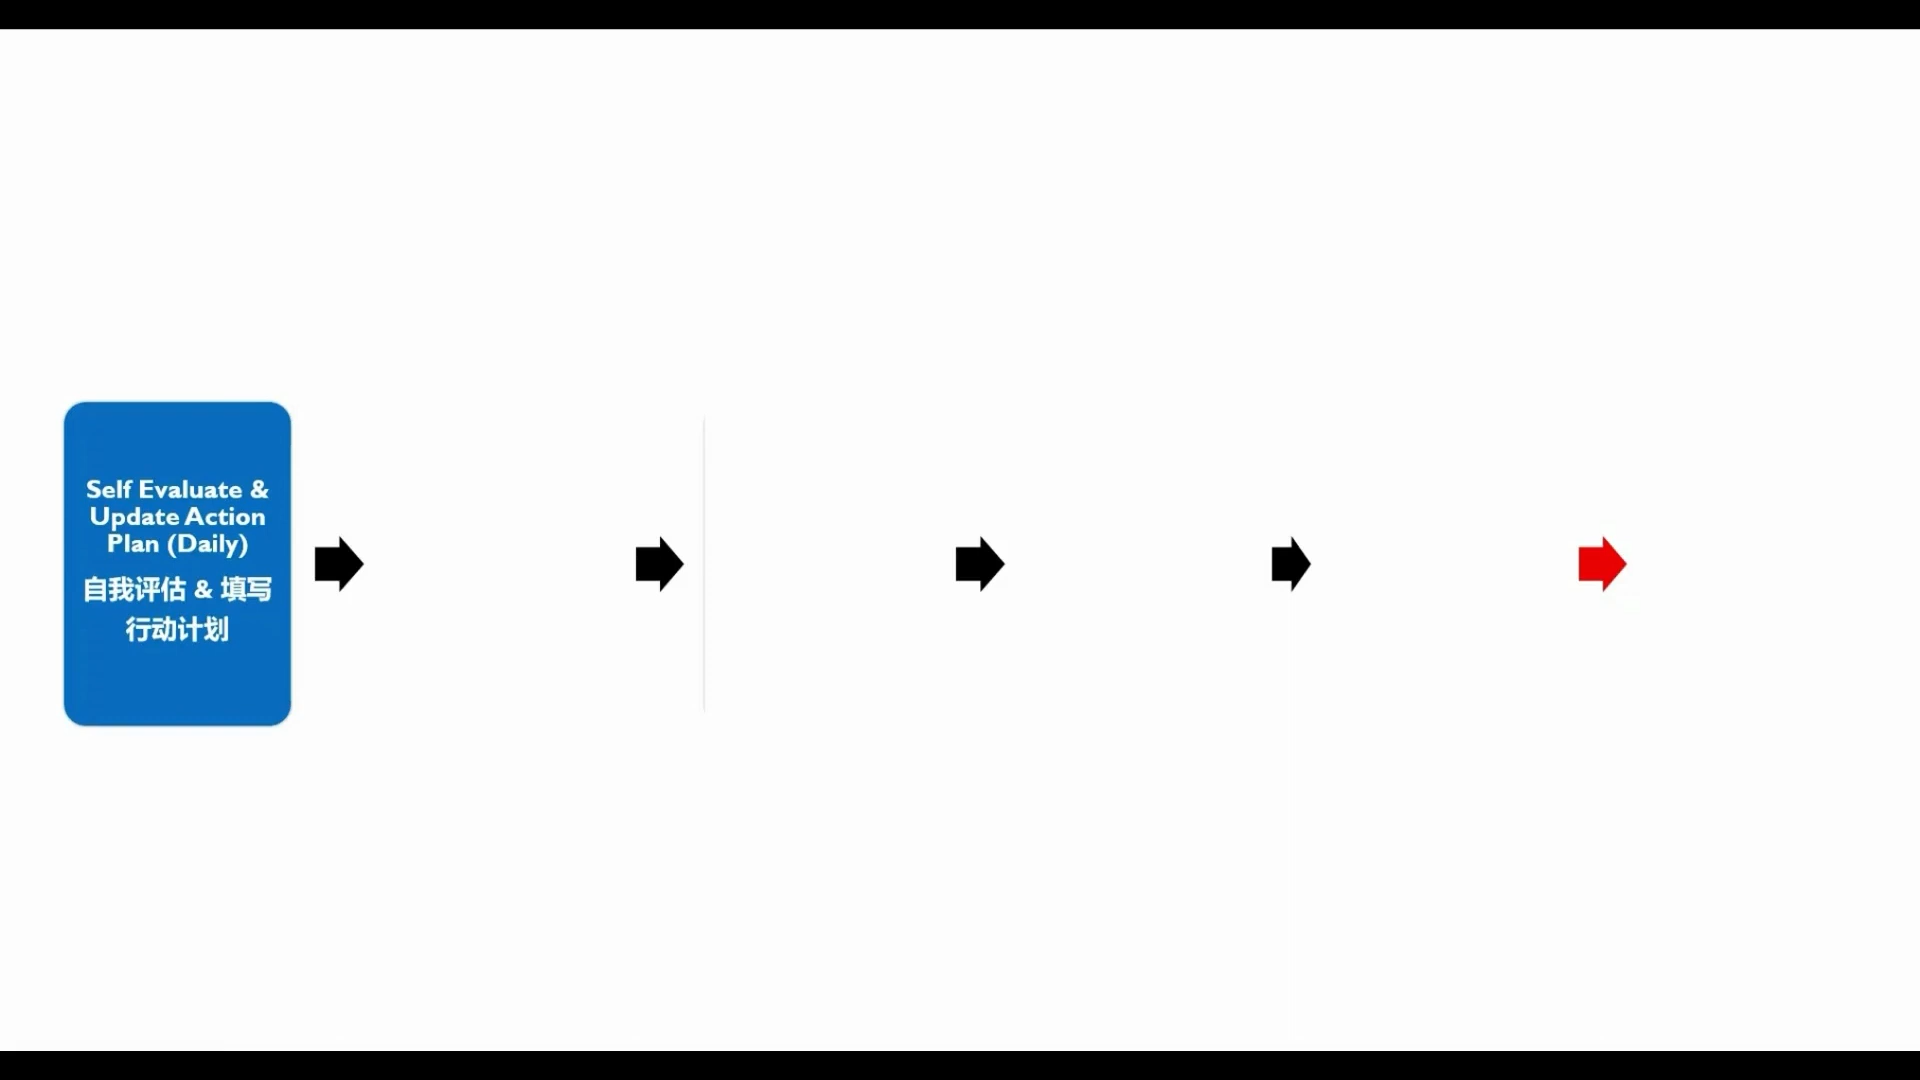 Self Evaluate &
Update Action
Plan (Daily)
自我评估 & 填写
行动计划